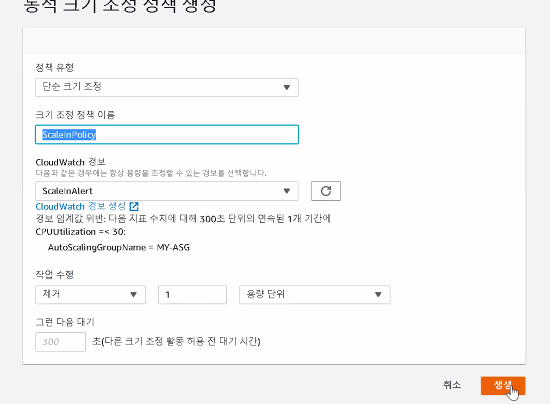 동적 크기 조정 정책 생성
정책 유형
단순 크기 조정
크기 조정 정책 이름
ScaleInPolicy
CloudWatch 경보
다음과 같은 경우에는 항상 용량을 조정할 수 있는 경보를 선택합니다.
ScaleInAlert
CloudWatch 경보 생성
경보 임계값 위반: 다음 지표 수치에 대해 300초 단위의 연속된 1개 기간에
CPUUtilization =< 30:
AutoScalingGroupName = MY-ASG
작업 수행
제거 1 용량 단위
그런 다음 대기
300 초(다른 크기 조정 활동 허용 전 대기 시간)
취소 생성